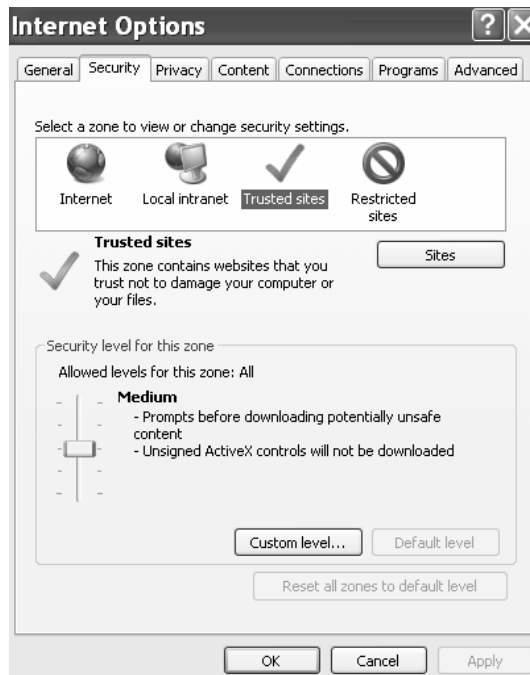 Internet Options
General Security Privacy Content Connections Programs Advanced
Select a zone to view or change security settings.
Internet Local intranet Trusted sites Restricted
sites
Trusted sites
Sites
This zone contains websites that you
trust not to damage your computer or
your files.
Security level for this zone
Allowed levels for this zone: All
Medium
- Prompts before downloading potentially unsafe
content
- Unsigned ActiveX controls will not be downloaded
Custom level... Default level
Reset all zones to default level
OK Cancel Apply